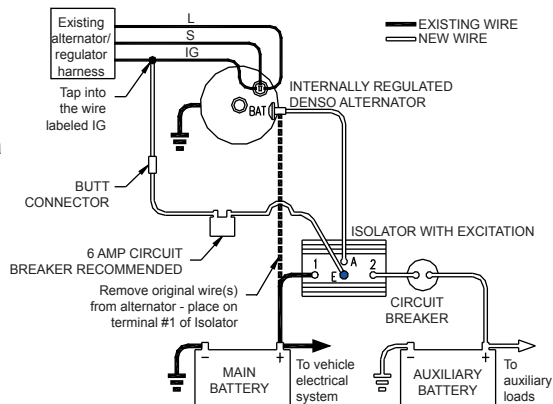 Existing
alternator/
regulator
harness
L
S
IG
EXISTING WIRE
NEW WIRE
Tap into
the wire
labeled IG
INTERNALLY REGULATED
DENSO ALTERNATOR
BAT
BUTT
CONNECTOR
6 AMP CIRCUIT
BREAKER RECOMMENDED
ISOLATOR WITH EXCITATION
1
A
E
2
Remove original wire(s)
from alternator - place on
terminal #1 of Isolator
CIRCUIT
BREAKER
- +
MAIN
BATTERY
To vehicle
electrical
system
- +
AUXILIARY
BATTERY
To
auxiliary
loads